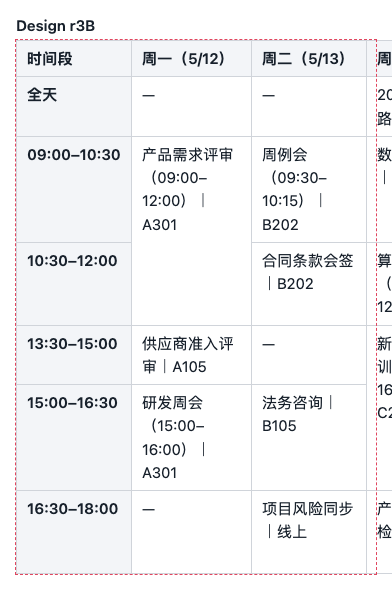 Design r3B
时间段
周一（5/12）
周二（5/13）
周
全天
—
—
20
路
09:00–10:30
产品需求评审
（09:00–
12:00）｜
A301
周例会
（09:30–
10:15）｜
B202
数
｜
10:30–12:00
合同条款会签
｜B202
算
（
12
13:30–15:00
供应商准入评
审｜A105
—
新
训
16
C2
15:00–16:30
研发周会
（15:00–
16:00）｜
A301
法务咨询｜
B105
16:30–18:00
—
项目风险同步
｜线上
产
检